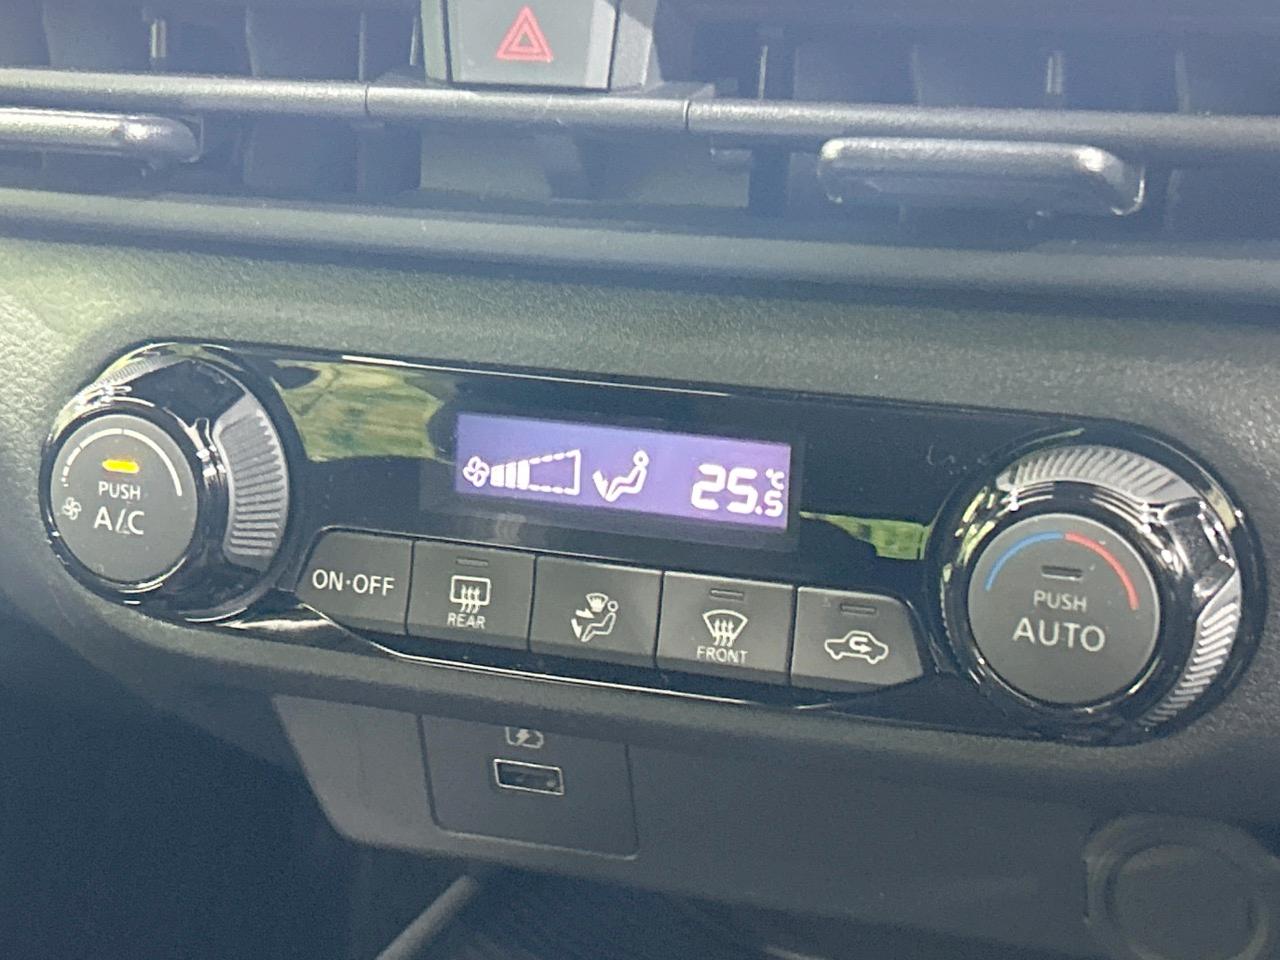 25.5°C
PUSH
A/C
ON·OFF
REAR
FRONT
PUSH
AUTO